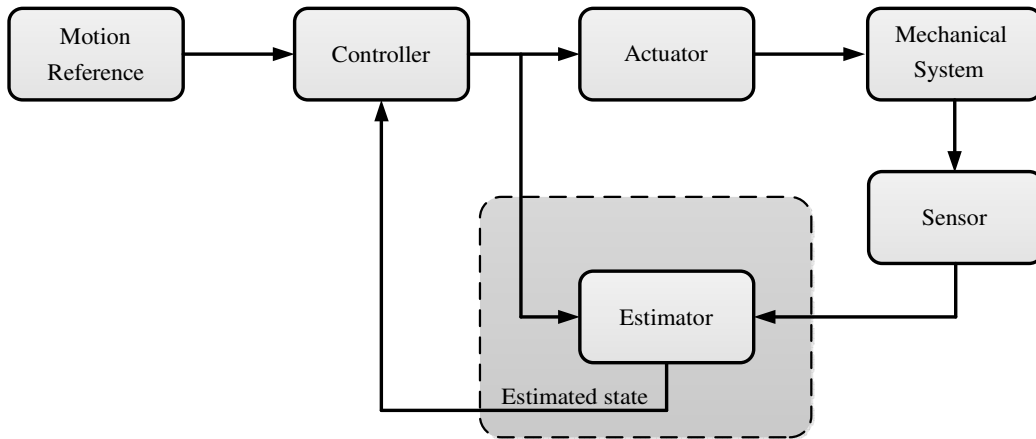 Motion
Reference
Controller
Actuator
Mechanical
System
Sensor
Estimator
Estimated state